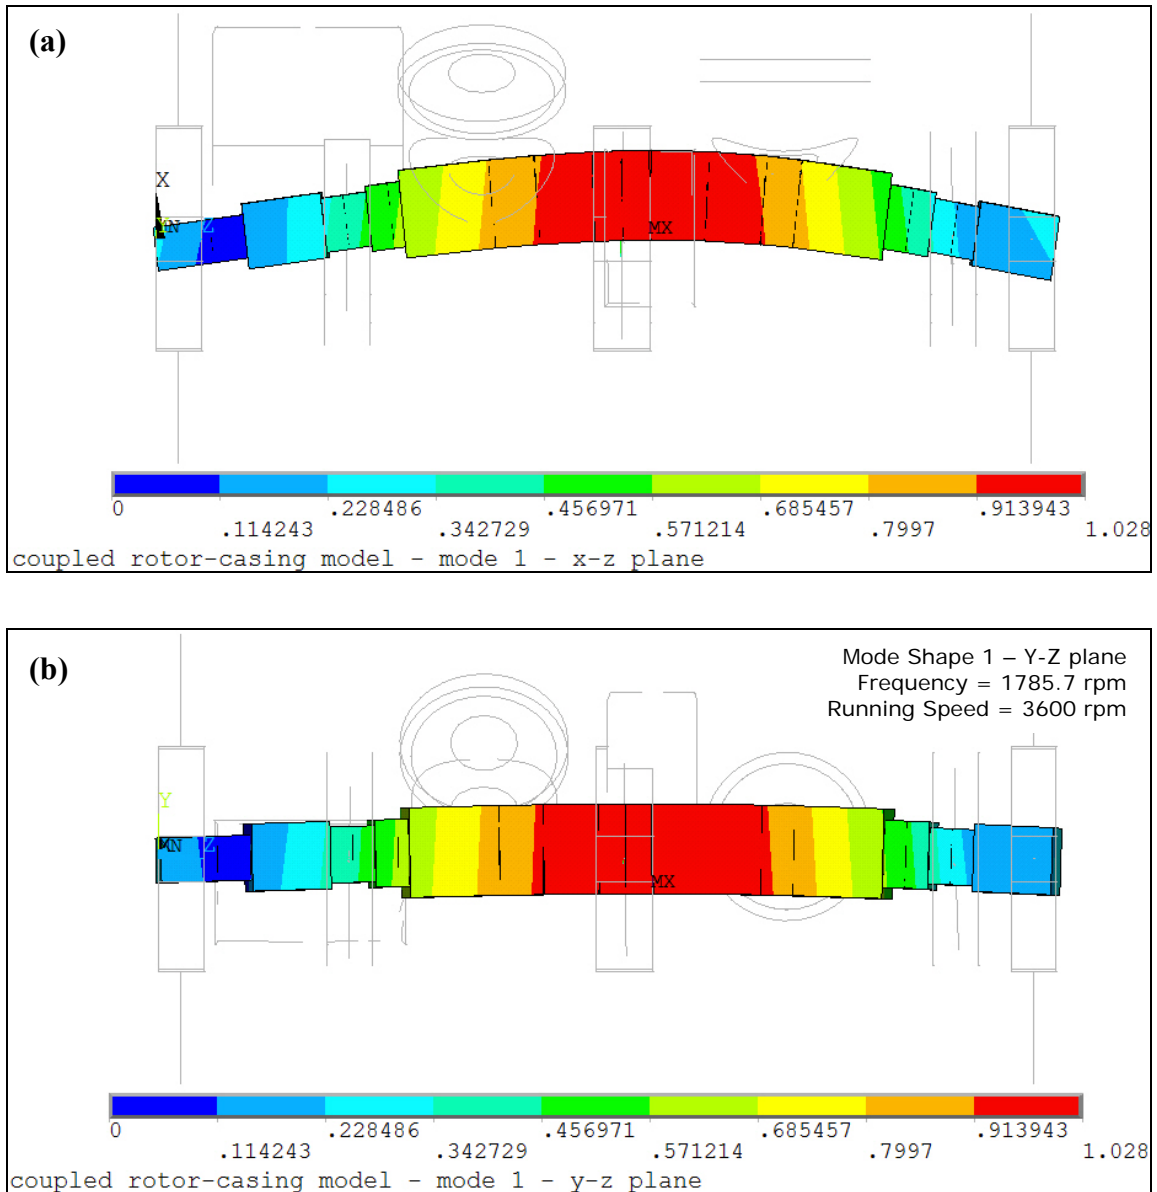 (a)
X
MN Z
MX
0 .228486 .456971 .685457 .913943
.114243 .342729 .571214 .7997 1.028
coupled rotor-casing model - mode 1 - x-z plane
(b)
Mode Shape 1 – Y-Z plane
Frequency = 1785.7 rpm
Running Speed = 3600 rpm
Y
MN Z
MX
0 .228486 .456971 .685457 .913943
.114243 .342729 .571214 .7997 1.028
coupled rotor-casing model - mode 1 - y-z plane